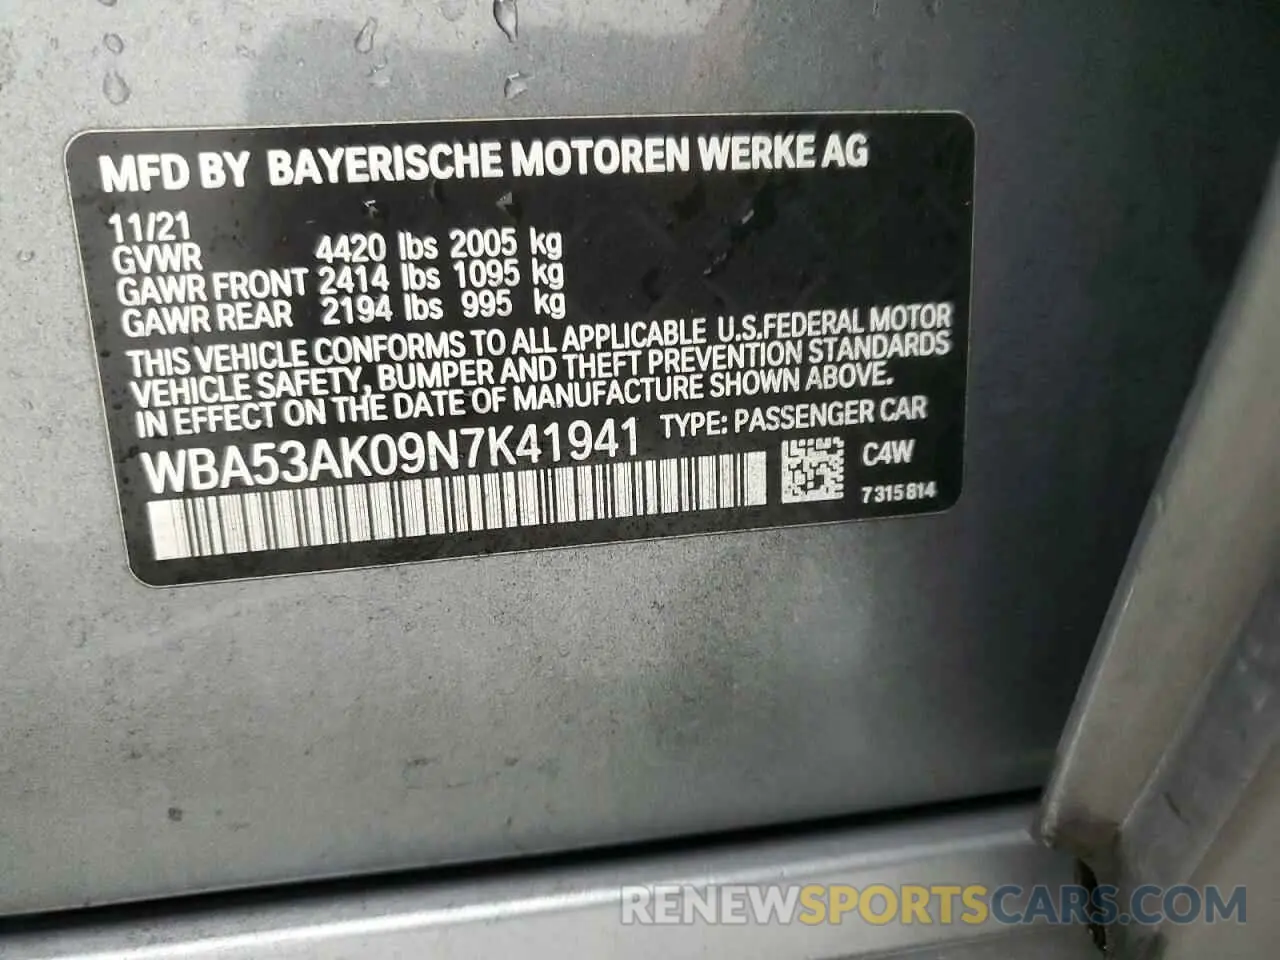 MFD BY BAYERISCHE MOTOREN WERKE AG
11/21
GVWR 4420 lbs 2005 kg
GAWR FRONT 2414 lbs 1095 kg
GAWR REAR 2194 lbs 995 kg
THIS VEHICLE CONFORMS TO ALL APPLICABLE U.S.FEDERAL MOTOR
VEHICLE SAFETY, BUMPER AND THEFT PREVENTION STANDARDS
IN EFFECT ON THE DATE OF MANUFACTURE SHOWN ABOVE.
WBA53AK09N7K41941 TYPE: PASSENGER CAR
C4W
7315814
RENEWSPORTSCARS.COM